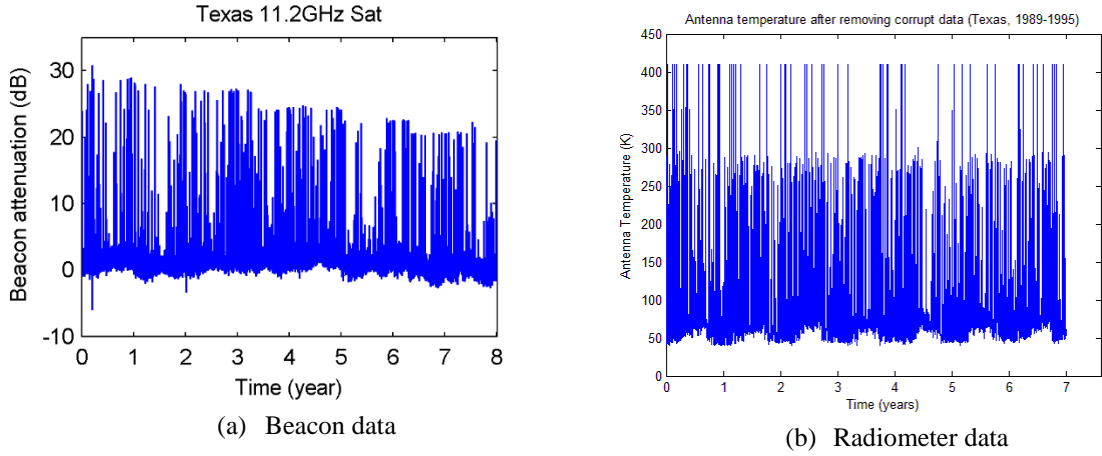 Texas 11.2GHz Sat
Beacon attenuation (dB)
30
20
10
0
-10
0 1 2 3 4 5 6 7 8
Time (year)
(a) Beacon data
Antenna temperature after removing corrupt data (Texas, 1989-1995)
Antenna Temperature (K)
450
400
350
300
250
200
150
100
50
0
0 1 2 3 4 5 6 7 8
Time (years)
(b) Radiometer data